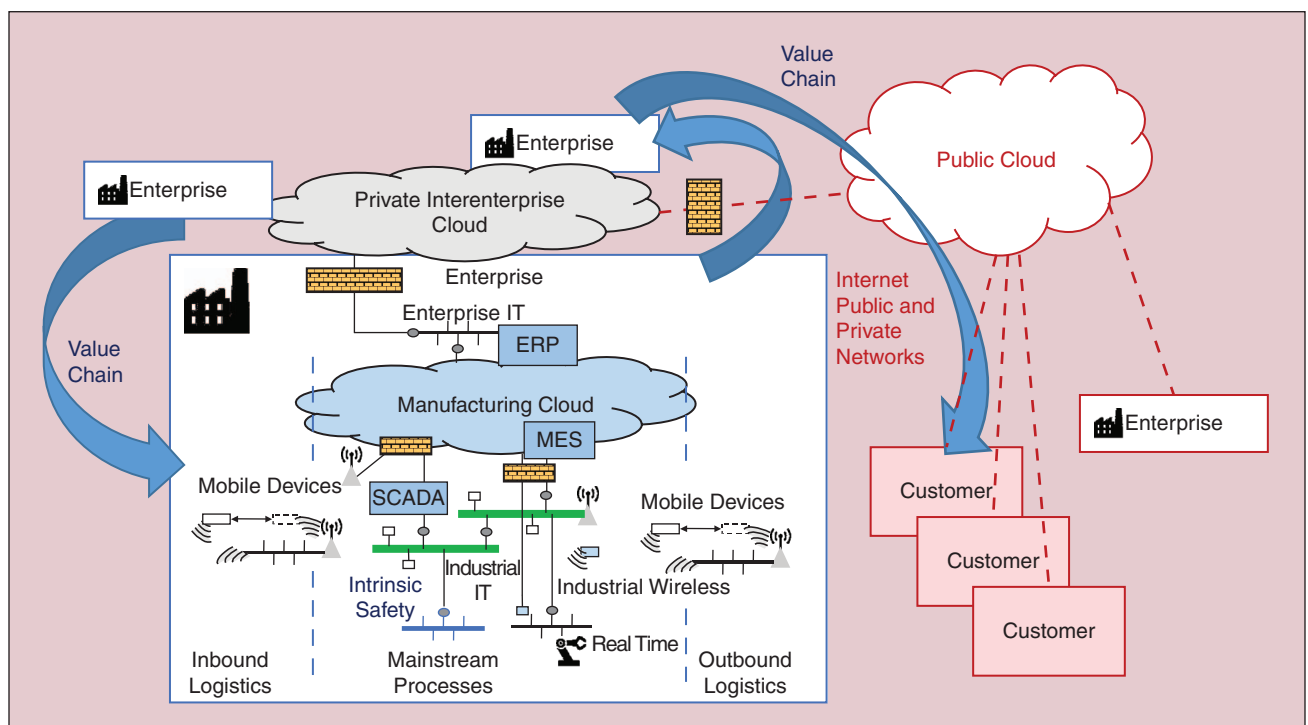 Value
Chain
Enterprise
Public Cloud
Enterprise
Private Interenterprise
Cloud
Enterprise
Internet
Public and
Private
Networks
Enterprise IT
ERP
Value
Chain
Manufacturing Cloud
MES
Enterprise
Mobile Devices
SCADA
Mobile Devices
Customer
Industrial
IT
Industrial Wireless
Intrinsic
Safety
Customer
Real Time
Customer
Inbound
Logistics
Mainstream
Processes
Outbound
Logistics